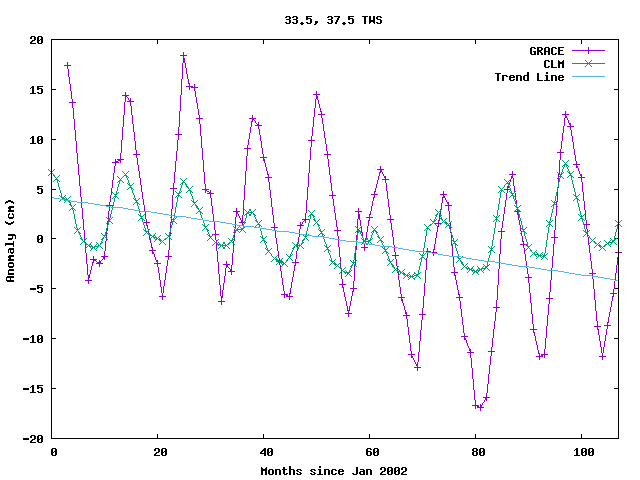 33.5, 37.5 TWS
GRACE
CLM
Trend Line
20
15
10
5
0
-5
-10
-15
-20
Anomaly (cm)
0 20 40 60 80 100
Months since Jan 2002